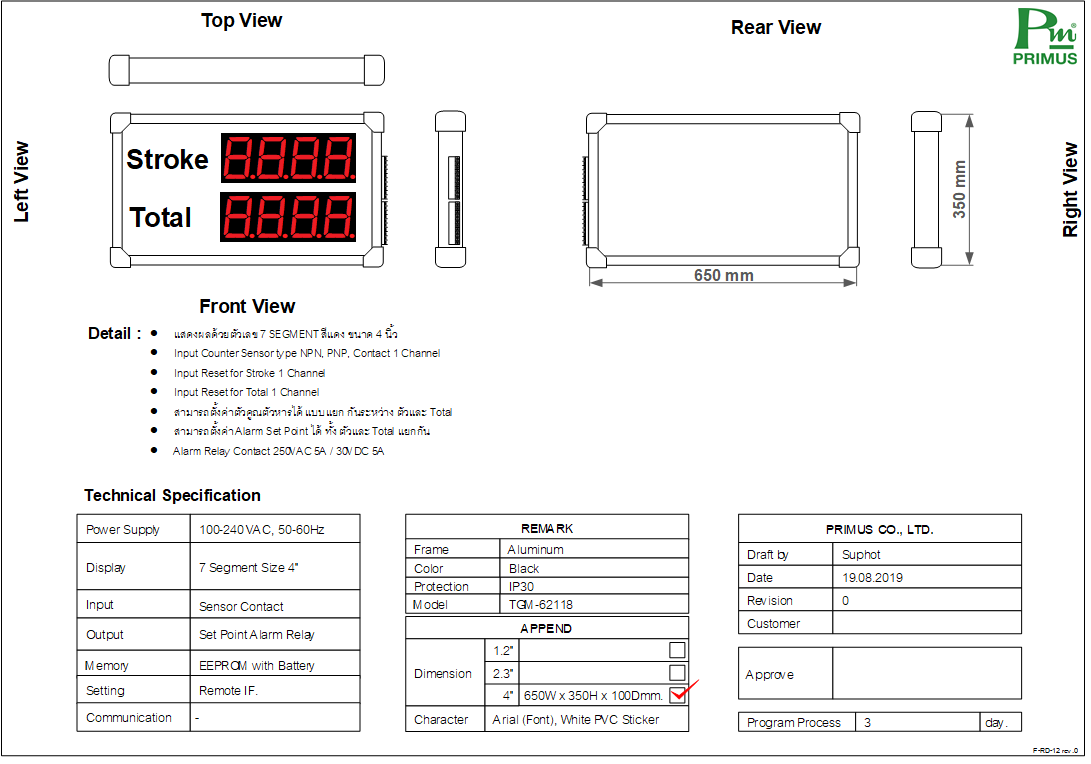 Top View
Rear View
Pm®
PRIMUS
Left View
Stroke 8.8.8.8.
Total 8.8.8.8.
350 mm
Right View
650 mm
Front View
Detail :
แสดงผลด้วยตัวเลข 7 SEGMENT สีแดง ขนาด 4 นิ้ว
Input Counter Sensor type NPN, PNP, Contact 1 Channel
Input Reset for Stroke 1 Channel
Input Reset for Total 1 Channel
สามารถตั้งค่าตัวคูณตัวหารได้ แบบแยก กันระหว่าง ตัวและ Total
สามารถตั้งค่า Alarm Set Point ได้ ทั้ง ตัวและ Total แยกกัน
Alarm Relay Contact 250VAC 5A / 30VDC 5A
Technical Specification
Power Supply 100-240 VAC, 50-60Hz
Display 7 Segment Size 4"
Input Sensor Contact
Output Set Point Alarm Relay
Memory EEPROM with Battery
Setting Remote IF.
Communication -
REMARK
Frame Aluminum
Color Black
Protection IP30
Model TGM-62118
APPEND
Dimension
1.2"
2.3"
4" 650W x 350H x 100Dmm.
Character Arial (Font), White PVC Sticker
PRIMUS CO., LTD.
Draft by Suphot
Date 19.08.2019
Revision 0
Customer
Approve
Program Process 3 day.
F-RD-12 rev .0